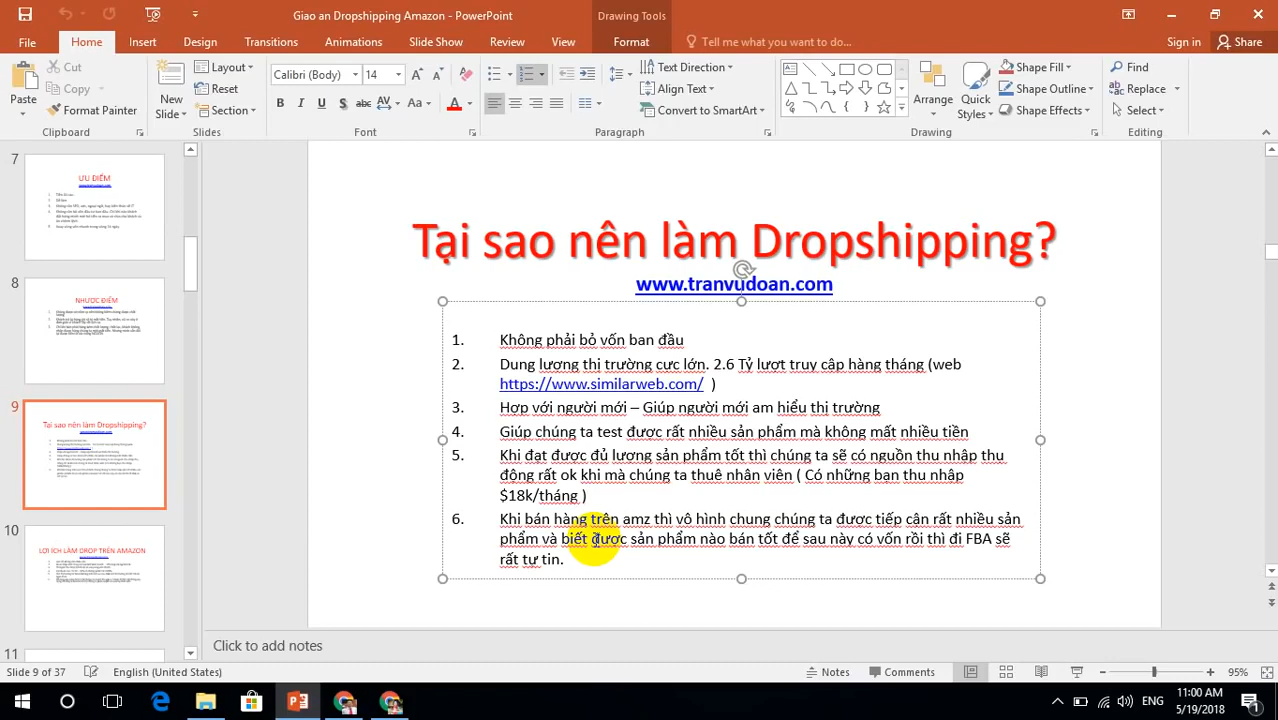 Giao an Dropshipping Amazon - PowerPoint
Drawing Tools
File Home Insert Design Transitions Animations Slide Show Review View Format Tell me what you want to do... Sign in Share
Paste
Cut
Copy
Format Painter
Clipboard
New Slide
Layout
Reset
Section
Slides
Calibri (Body) 14
Font
Text Direction
Align Text
Convert to SmartArt
Paragraph
Arrange
Quick Styles
Shape Fill
Shape Outline
Shape Effects
Drawing
Find
Replace
Select
Editing
7
ƯU ĐIỂM
8
NHƯỢC ĐIỂM
9
Tại sao nên làm Dropshipping?
10
LỢI ÍCH LÀM DROP TRÊN AMAZON
11
Tại sao nên làm Dropshipping?
www.tranvudoan.com
1. Không phải bỏ vốn ban đầu
2. Dung lượng thị trường cực lớn. 2.6 Tỷ lượt truy cập hàng tháng (web
https://www.similarweb.com/ )
3. Hợp với người mới – Giúp người mới am hiểu thị trường
4. Giúp chúng ta test được rất nhiều sản phẩm mà không mất nhiều tiền
5. Khi đạt được đủ lượng sản phẩm tốt thì chúng ta sẽ có nguồn thu nhập thu
động rất ok khi mà chúng ta thuê nhân viên ( Có những bạn thu nhập
$18k/tháng )
6. Khi bán hàng trên amz thì vô hình chung chúng ta được tiếp cận rất nhiều sản
phẩm và biết được sản phẩm nào bán tốt để sau này có vốn rồi thì đi FBA sẽ
rất tự tin.
Click to add notes
Slide 9 of 37 English (United States) Notes Comments 95%
ENG
11:00 AM
5/19/2018